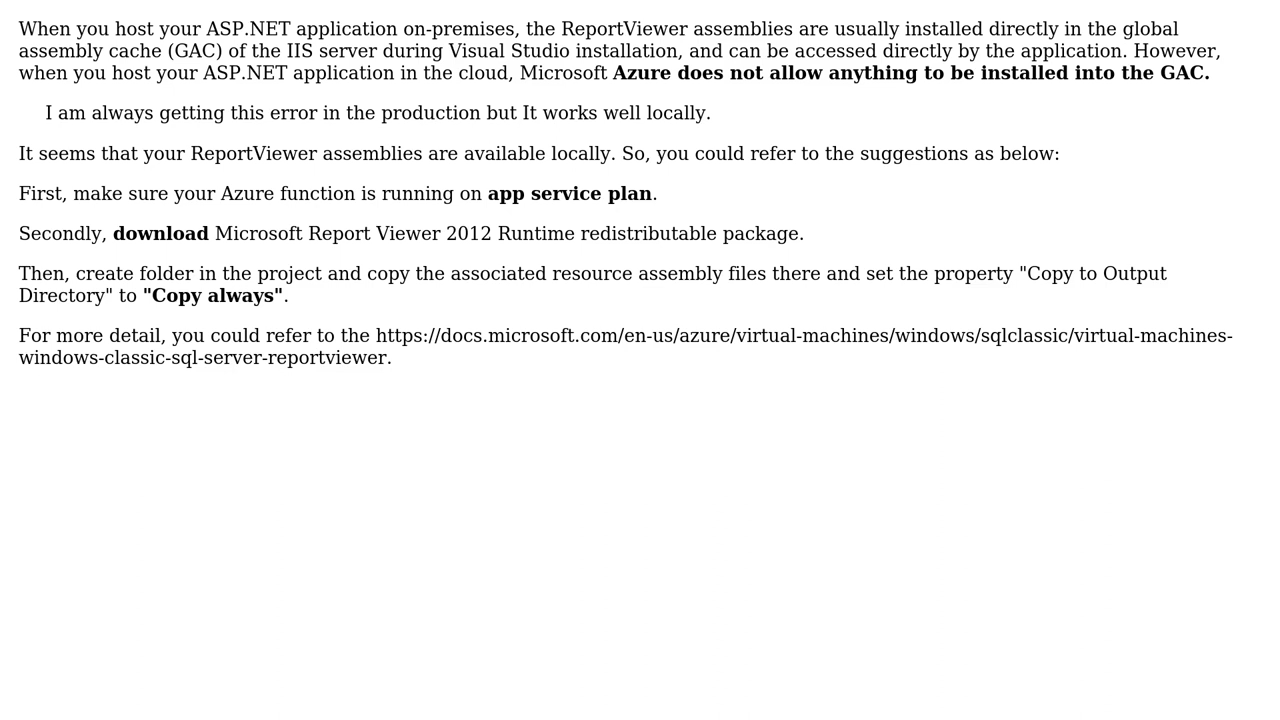 When you host your ASP.NET application on-premises, the ReportViewer assemblies are usually installed directly in the global
assembly cache (GAC) of the IIS server during Visual Studio installation, and can be accessed directly by the application. However,
when you host your ASP.NET application in the cloud, Microsoft Azure does not allow anything to be installed into the GAC.
I am always getting this error in the production but It works well locally.
It seems that your ReportViewer assemblies are available locally. So, you could refer to the suggestions as below:
First, make sure your Azure function is running on app service plan.
Secondly, download Microsoft Report Viewer 2012 Runtime redistributable package.
Then, create folder in the project and copy the associated resource assembly files there and set the property "Copy to Output
Directory" to "Copy always".
For more detail, you could refer to the https://docs.microsoft.com/en-us/azure/virtual-machines/windows/sqlclassic/virtual-machines-
windows-classic-sql-server-reportviewer.